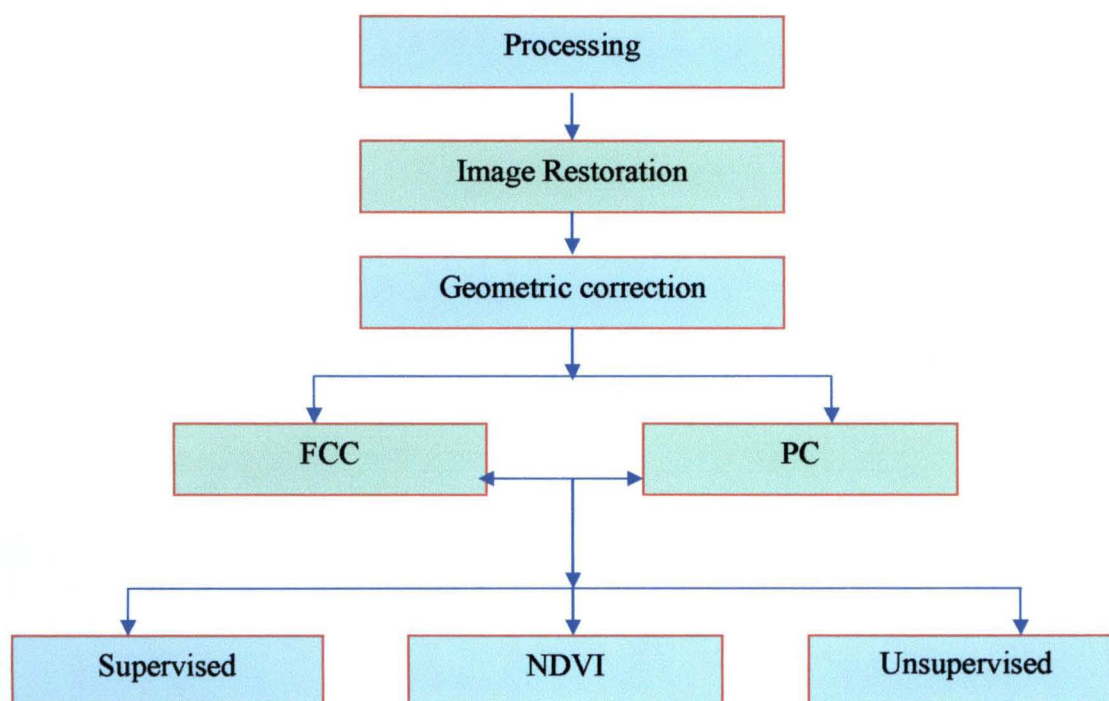 Processing
Image Restoration
Geometric correction
FCC
PC
Supervised
NDVI
Unsupervised